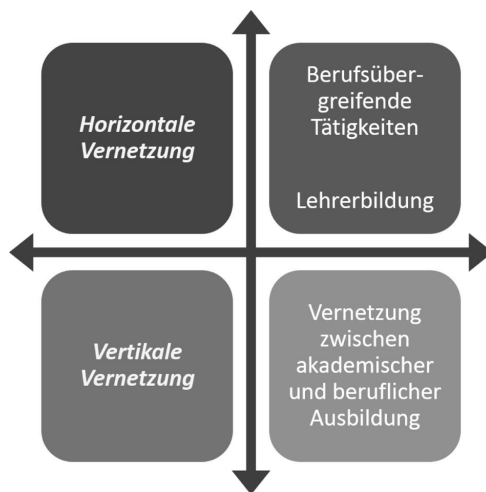 Horizontale
Vernetzung
Berufsüber-
greifende
Tätigkeiten
Lehrerbildung
Vertikale
Vernetzung
Vernetzung
zwischen
akademischer
und beruflicher
Ausbildung